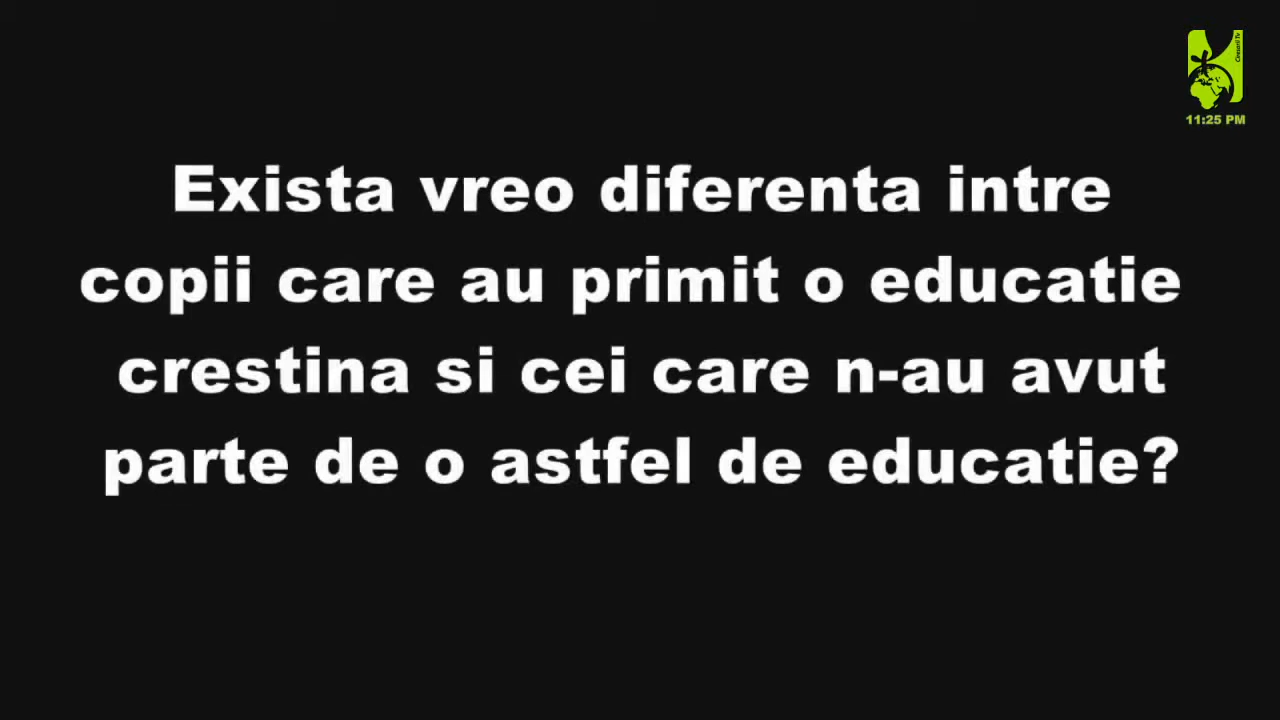 11:25 PM
Exista vreo diferenta intre
copii care au primit o educatie
crestina si cei care n-au avut
parte de o astfel de educatie?